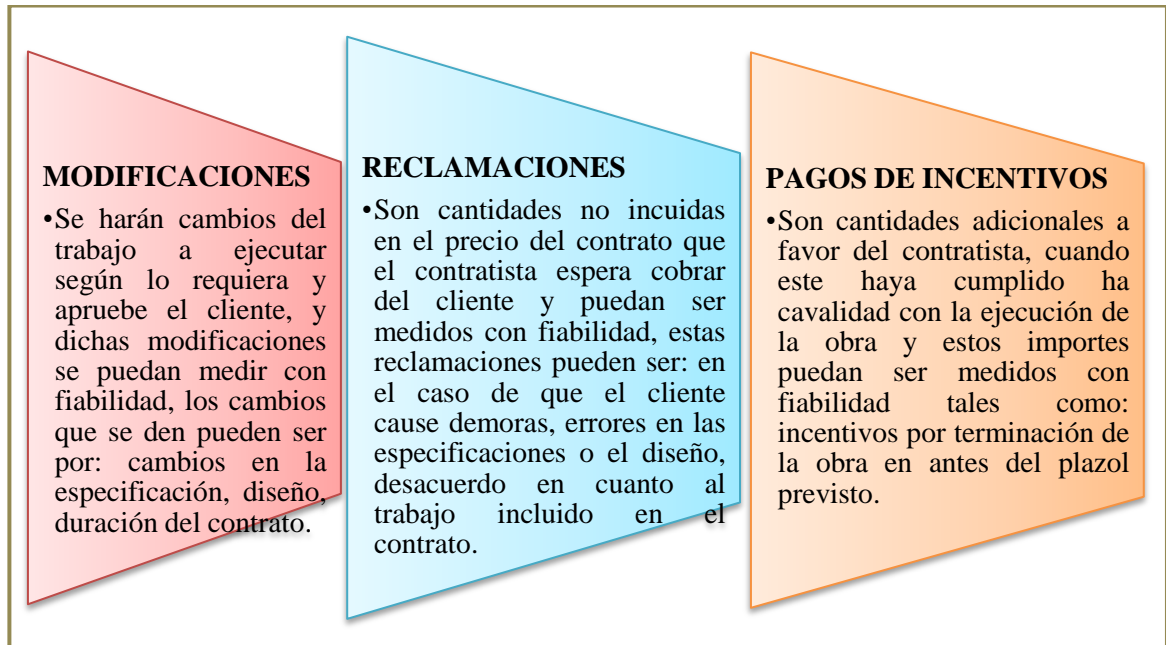 MODIFICACIONES
•Se harán cambios del
trabajo a ejecutar
según lo requiera y
apruebe el cliente, y
dichas modificaciones
se puedan medir con
fiabilidad, los cambios
que se den pueden ser
por: cambios en la
especificación, diseño,
duración del contrato.
RECLAMACIONES
•Son cantidades no incuidas
en el precio del contrato que
el contratista espera cobrar
del cliente y puedan ser
medidos con fiabilidad, estas
reclamaciones pueden ser: en
el caso de que el cliente
cause demoras, errores en las
especificaciones o el diseño,
desacuerdo en cuanto al
trabajo incluido en el
contrato.
PAGOS DE INCENTIVOS
•Son cantidades adicionales a
favor del contratista, cuando
este haya cumplido ha
cavalidad con la ejecución de
la obra y estos importes
puedan ser medidos con
fiabilidad tales como:
incentivos por terminación de
la obra en antes del plazol
previsto.